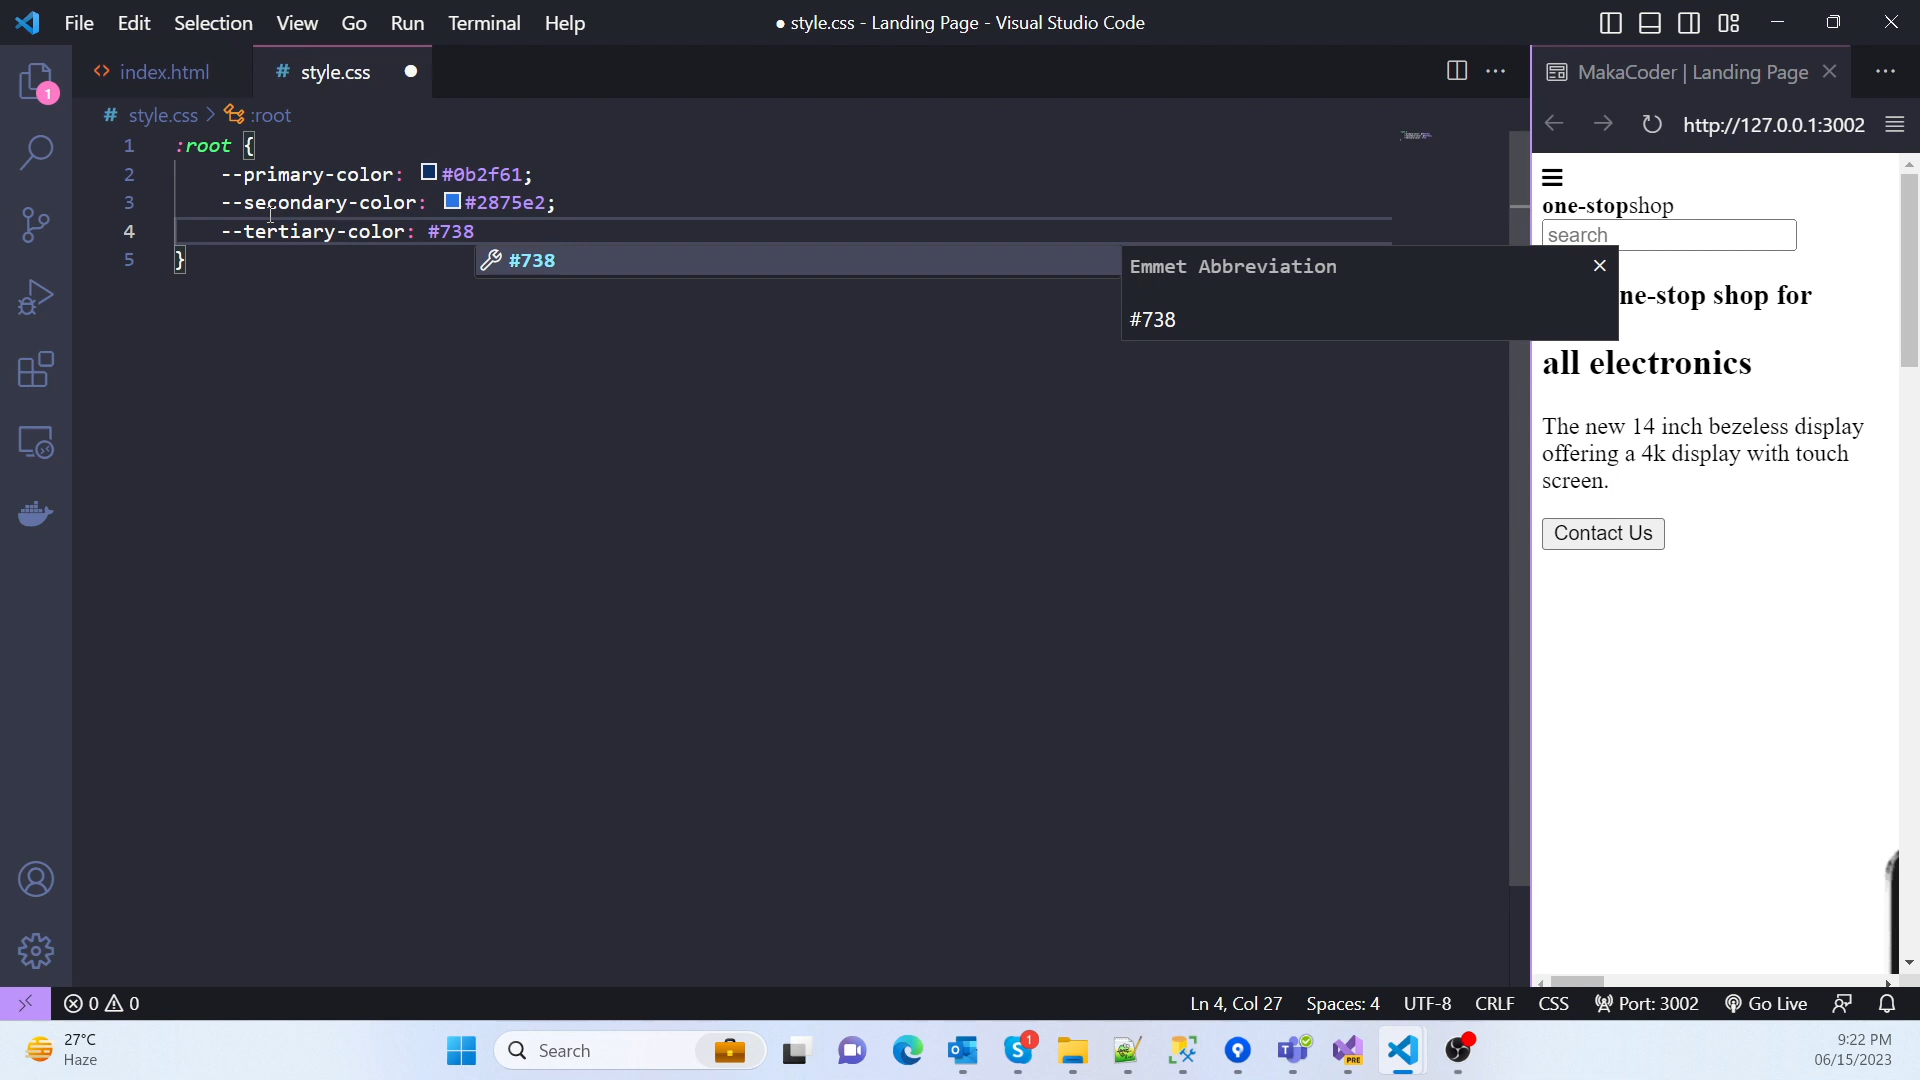 File Edit Selection View Go Run Terminal Help
● style.css - Landing Page - Visual Studio Code
index.html
# style.css
MakaCoder | Landing Page
# style.css > :root
http://127.0.0.1:3002
1 :root {
2 --primary-color: #0b2f61;
3 --secondary-color: #2875e2;
4 --tertiary-color: #738
5 }
#738
Emmet Abbreviation
#738
one-stopshop
search
ne-stop shop for
all electronics
The new 14 inch bezeless display
offering a 4k display with touch
screen.
Contact Us
1
0 0
Ln 4, Col 27 Spaces: 4 UTF-8 CRLF CSS Port: 3002 Go Live
27°C
Haze
Search
1
PRE
9:22 PM
06/15/2023